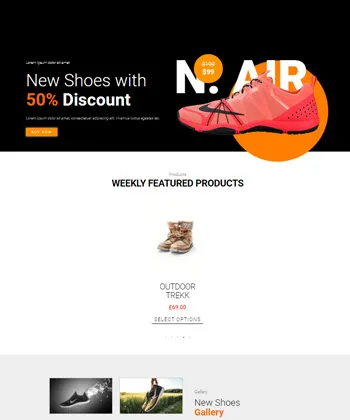 Lorem ipsum dolor sit amet
New Shoes with
50% Discount
Lorem ipsum dolor sit amet, consectetuer adipiscing elit, vivamus vulputate egestas leo.
BUY NOW
N. AIR
$199
$99
Products
WEEKLY FEATURED PRODUCTS
OUTDOOR
TREKK
£69.00
SELECT OPTIONS
Gallery
New Shoes
Gallery